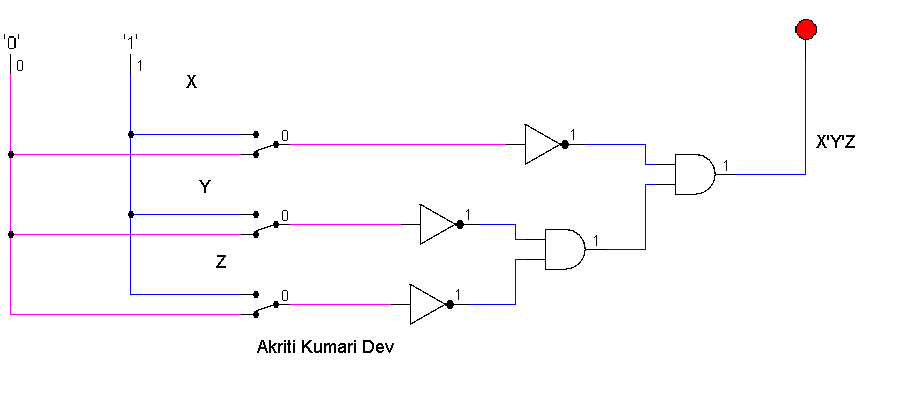 '0' '1'
0 1
X
0 1
1
X'Y'Z
Y
0 1
1
Z
0 1
Akriti Kumari Dev